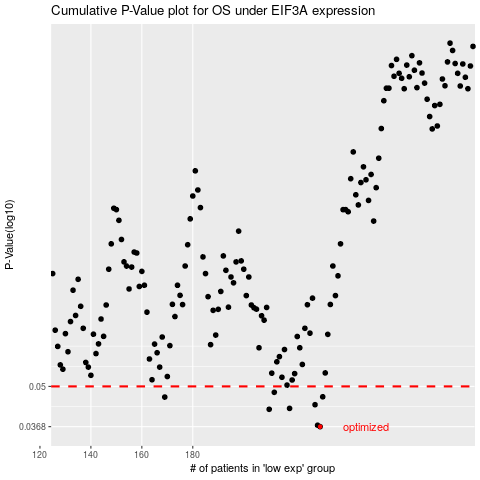 Cumulative P-Value plot for OS under EIF3A expression
P-Value(log10)
0.05
0.0368
optimized
120 140 160 180
# of patients in 'low exp' group